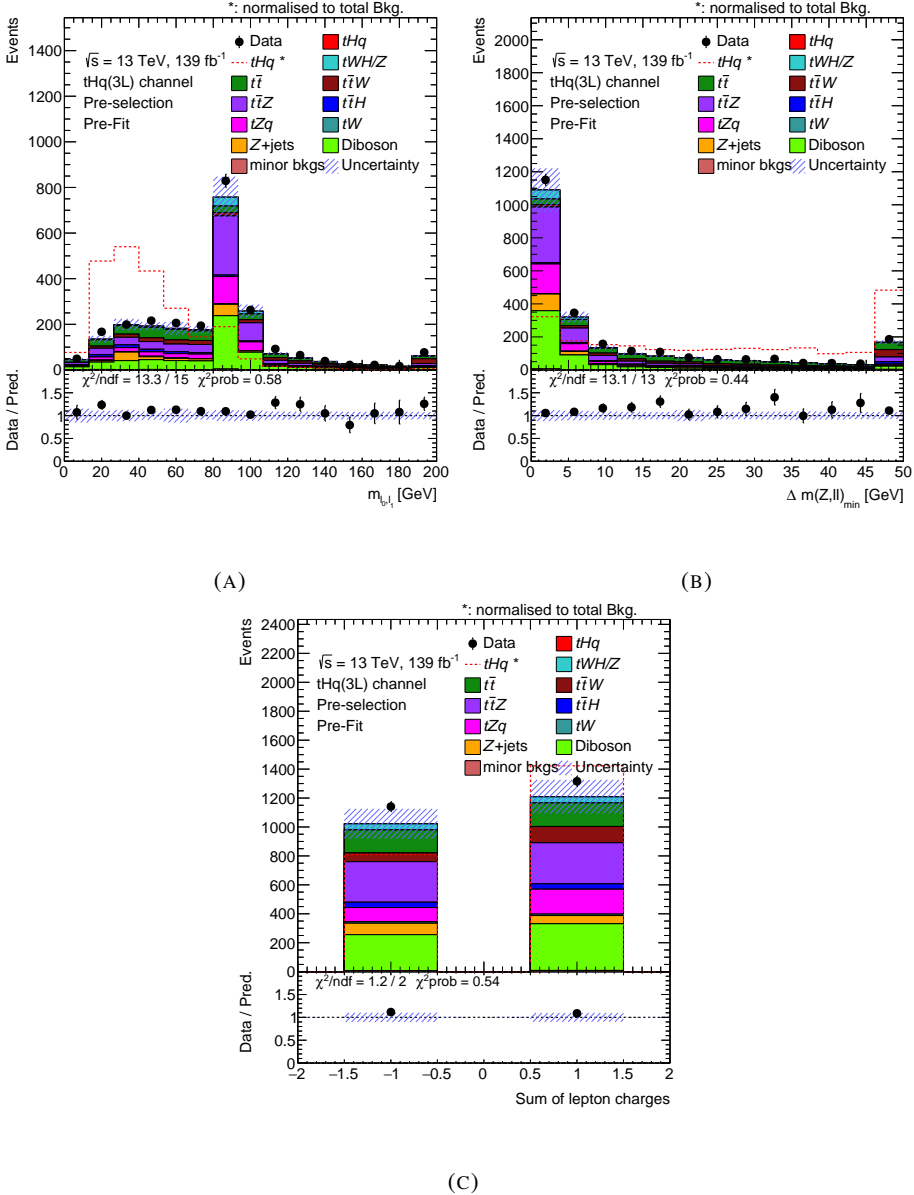 *: normalised to total Bkg.
Events
1400
1200
1000
800
600
400
200
0
√s = 13 TeV, 139 fb⁻¹
tHq(3L) channel
Pre-selection
Pre-Fit
Data
tHq
tHq *
tWH/Z
tt̄
tt̄W
tt̄Z
tt̄H
tZq
tW
Z+jets
Diboson
minor bkgs
Uncertainty
χ²/ndf = 13.3 / 15 χ²prob = 0.58
Data / Pred.
1.5
1
0.5
0
0 20 40 60 80 100 120 140 160 180 200
m_{l₀,l₁} [GeV]
(A)
*: normalised to total Bkg.
Events
2000
1800
1600
1400
1200
1000
800
600
400
200
0
√s = 13 TeV, 139 fb⁻¹
tHq(3L) channel
Pre-selection
Pre-Fit
Data
tHq
tHq *
tWH/Z
tt̄
tt̄W
tt̄Z
tt̄H
tZq
tW
Z+jets
Diboson
minor bkgs
Uncertainty
χ²/ndf = 13.1 / 13 χ²prob = 0.44
Data / Pred.
1.5
1
0.5
0
0 5 10 15 20 25 30 35 40 45 50
Δ m(Z,ll)_min [GeV]
(B)
*: normalised to total Bkg.
Events
2400
2200
2000
1800
1600
1400
1200
1000
800
600
400
200
0
√s = 13 TeV, 139 fb⁻¹
tHq(3L) channel
Pre-selection
Pre-Fit
Data
tHq
tHq *
tWH/Z
tt̄
tt̄W
tt̄Z
tt̄H
tZq
tW
Z+jets
Diboson
minor bkgs
Uncertainty
χ²/ndf = 1.2 / 2 χ²prob = 0.54
Data / Pred.
1.5
1
0.5
0
−2 −1.5 −1 −0.5 0 0.5 1 1.5 2
Sum of lepton charges
(C)